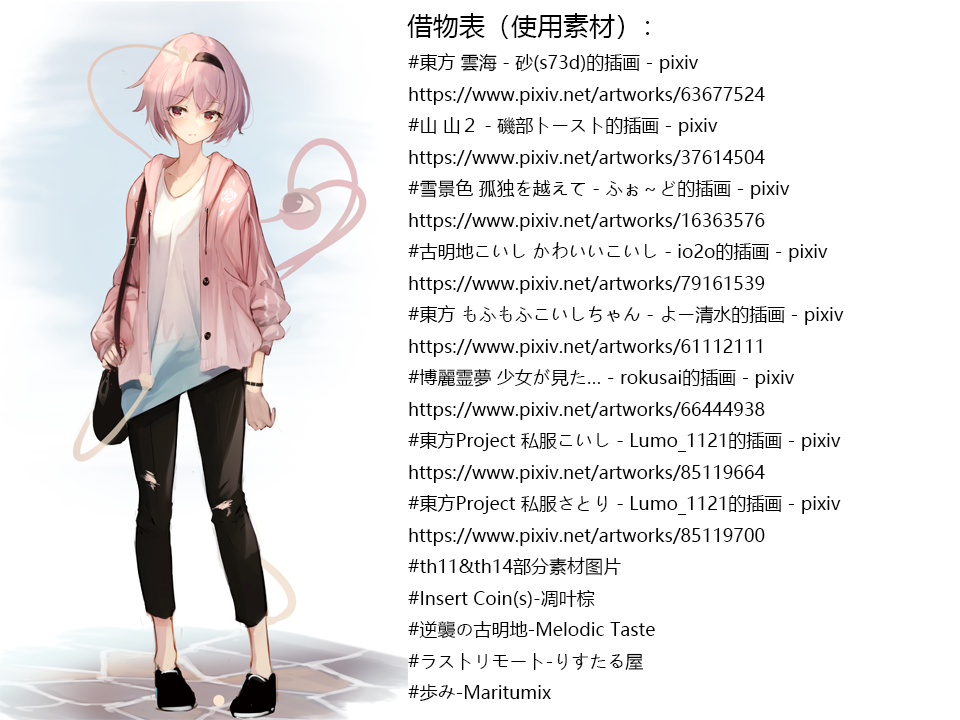 借物表（使用素材）：
#東方 雲海 - 砂(s73d)的插画 - pixiv
https://www.pixiv.net/artworks/63677524
#山 山２ - 磯部トースト的插画 - pixiv
https://www.pixiv.net/artworks/37614504
#雪景色 孤独を越えて - ふぉ～ど的插画 - pixiv
https://www.pixiv.net/artworks/16363576
#古明地こいし かわいいこいし - io2o的插画 - pixiv
https://www.pixiv.net/artworks/79161539
#東方 もふもふこいしちゃん - よー清水的插画 - pixiv
https://www.pixiv.net/artworks/61112111
#博麗霊夢 少女が見た… - rokusai的插画 - pixiv
https://www.pixiv.net/artworks/66444938
#東方Project 私服こいし - Lumo_1121的插画 - pixiv
https://www.pixiv.net/artworks/85119664
#東方Project 私服さとり - Lumo_1121的插画 - pixiv
https://www.pixiv.net/artworks/85119700
#th11&th14部分素材图片
#Insert Coin(s)-凋叶棕
#逆襲の古明地-Melodic Taste
#ラストリモート-りすたる屋
#歩み-Maritumix